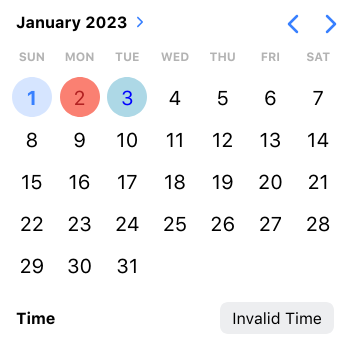 January 2023
SUN MON TUE WED THU FRI SAT
1 2 3 4 5 6 7
8 9 10 11 12 13 14
15 16 17 18 19 20 21
22 23 24 25 26 27 28
29 30 31
Time Invalid Time